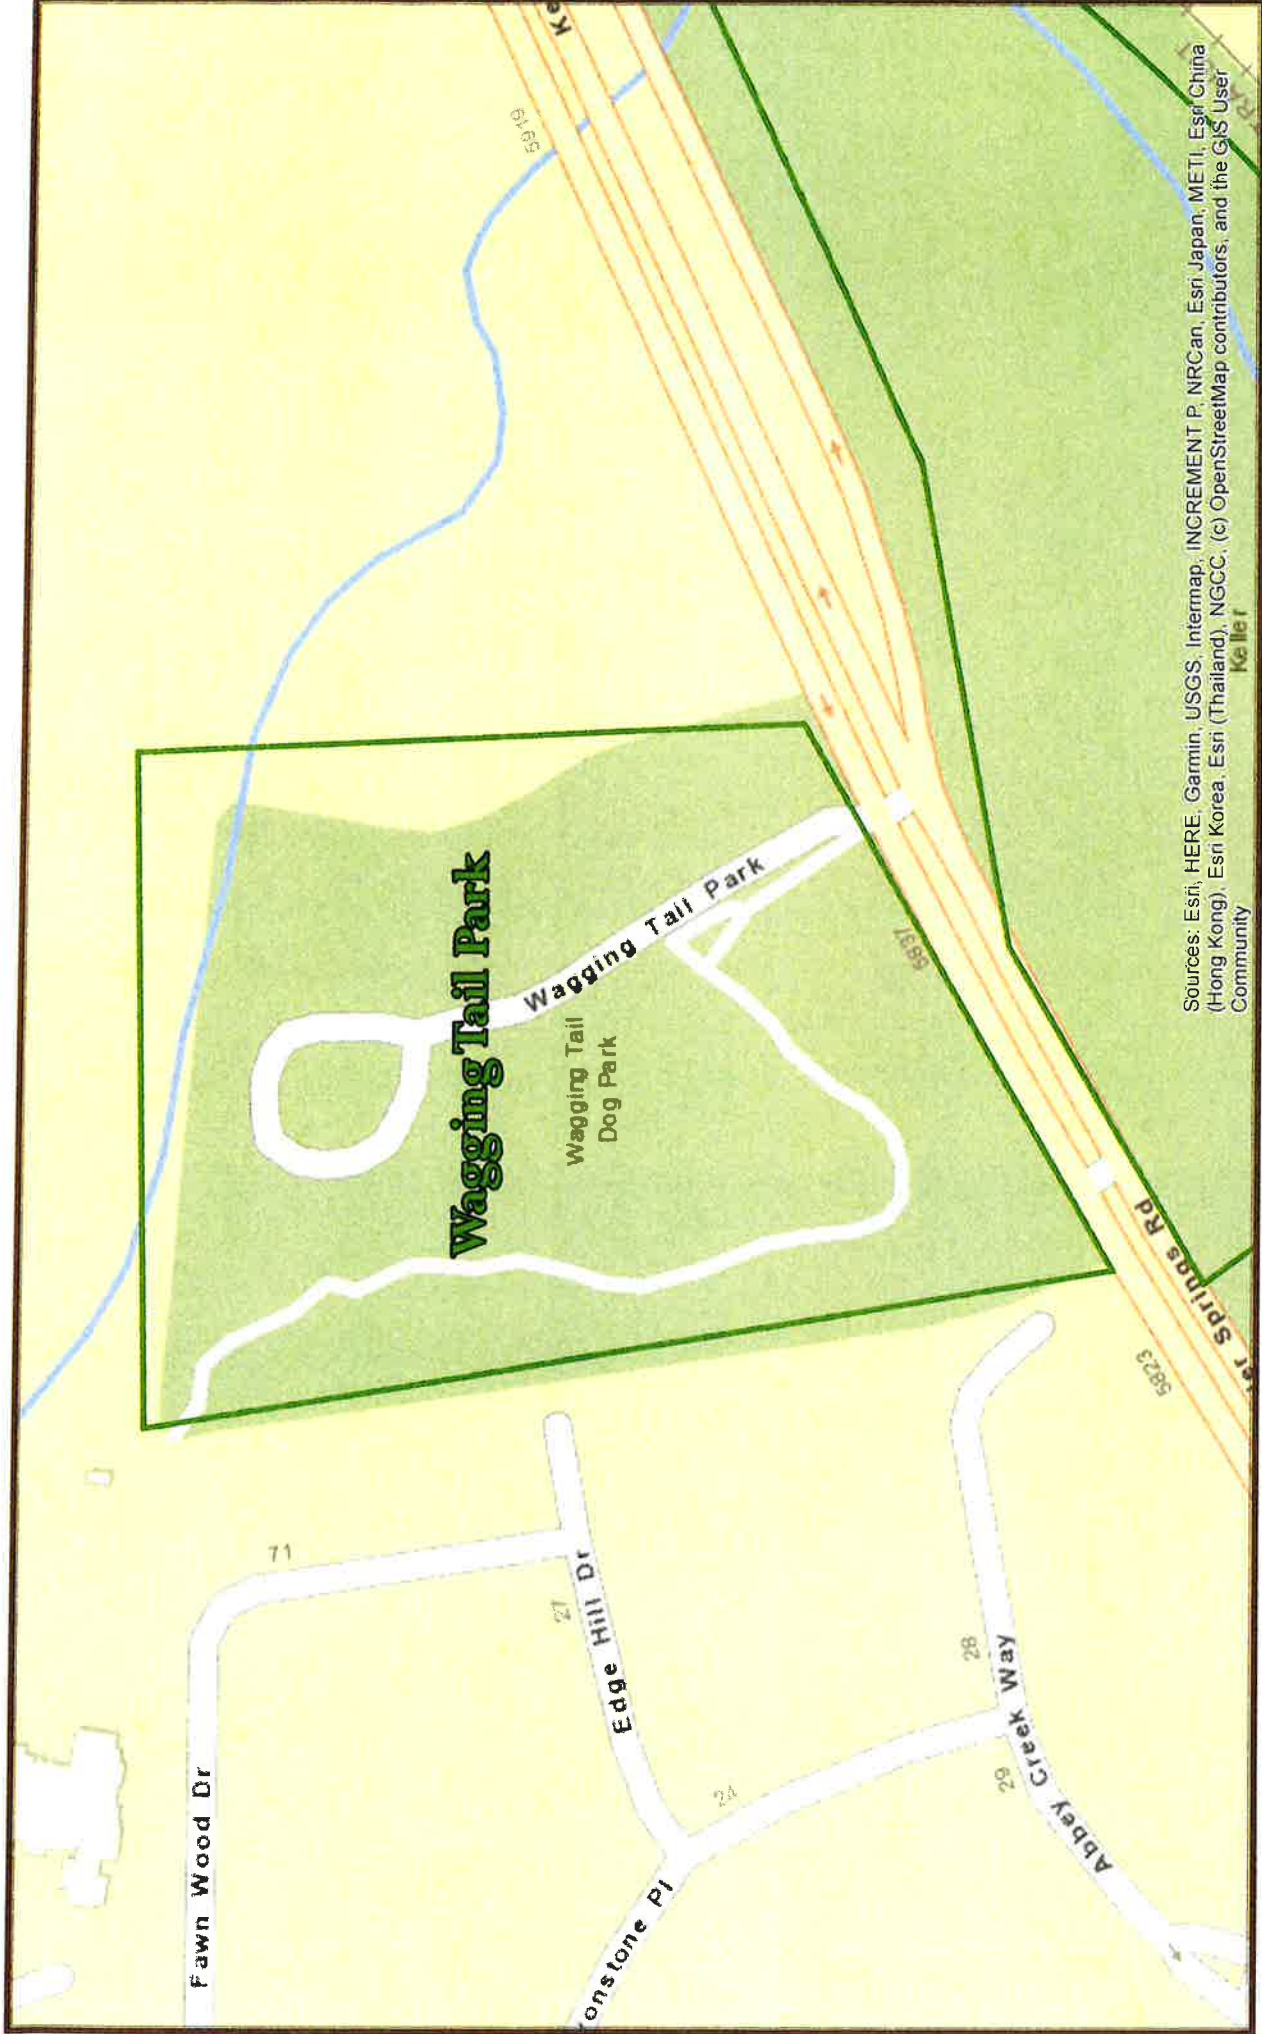 Fawn Wood Dr
71
Wagging Tail Park
Wagging Tail
Dog Park
Wagging Tail Park
27
Edge Hill Dr
onstone Pl
24
28
29
Abbey Creek Way
5919
5937
5823
er Springs Rd
Ke
Keller
Sources: Esri, HERE, Garmin, USGS, Intermap, INCREMENT P, NRCan, Esri Japan, METI, Esri China
(Hong Kong), Esri Korea, Esri (Thailand), NGCC, (c) OpenStreetMap contributors, and the GIS User
Community